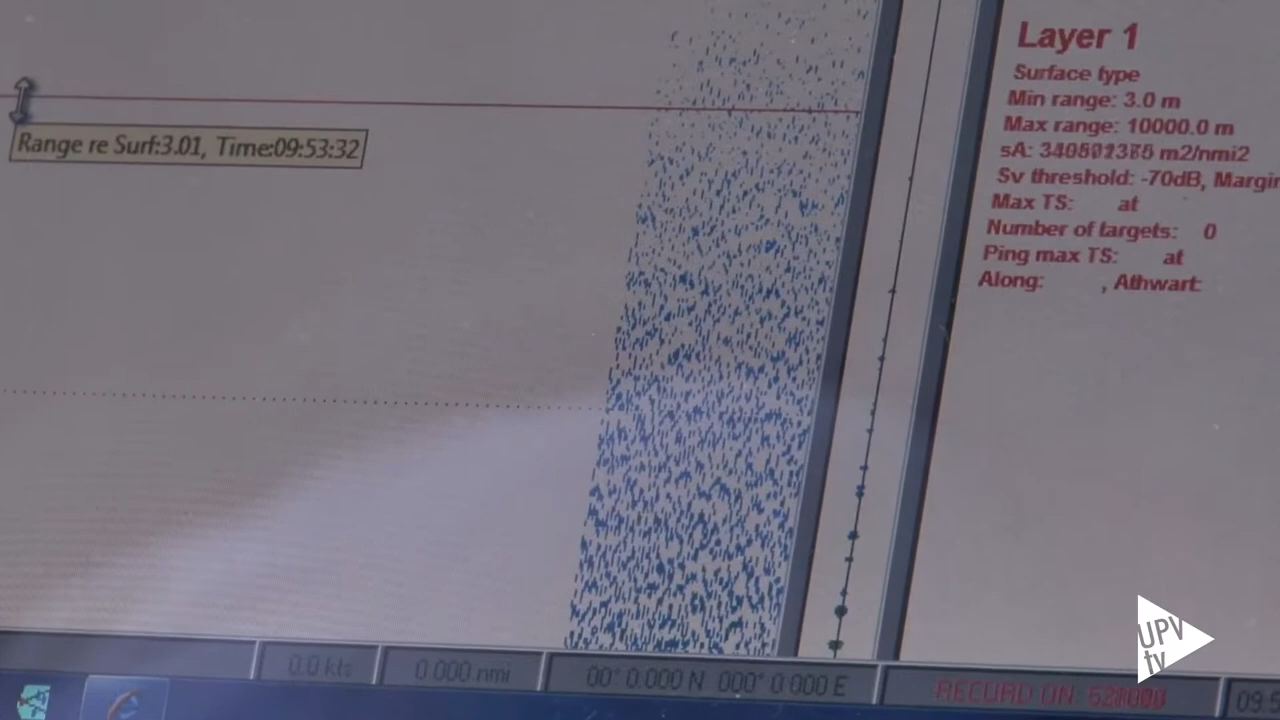 Layer 1
Surface type
Min range: 3.0 m
Max range: 10000.0 m
sA: m2/nmi2
Sv threshold: -70dB, Margin
Max TS: at
Number of targets: 0
Ping max TS: at
Along: , Athwart:
Range re Surf:3.01, Time:09:53:32
0.0 kts
0.000 nmi
00° 0.000 N 000° 0.000 E
RECORD ON:
UPV
tv